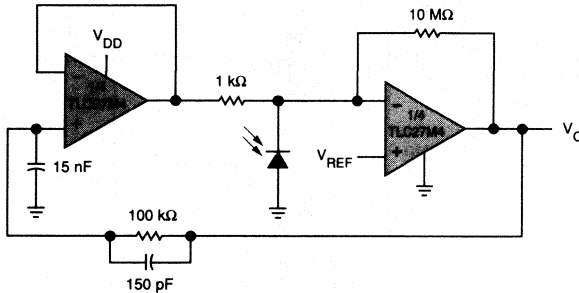 10 MΩ
V_DD
−
1/4
TLC27M4
+
1 kΩ
−
1/4
TLC27M4
+
V_REF
V_O
15 nF
100 kΩ
150 pF